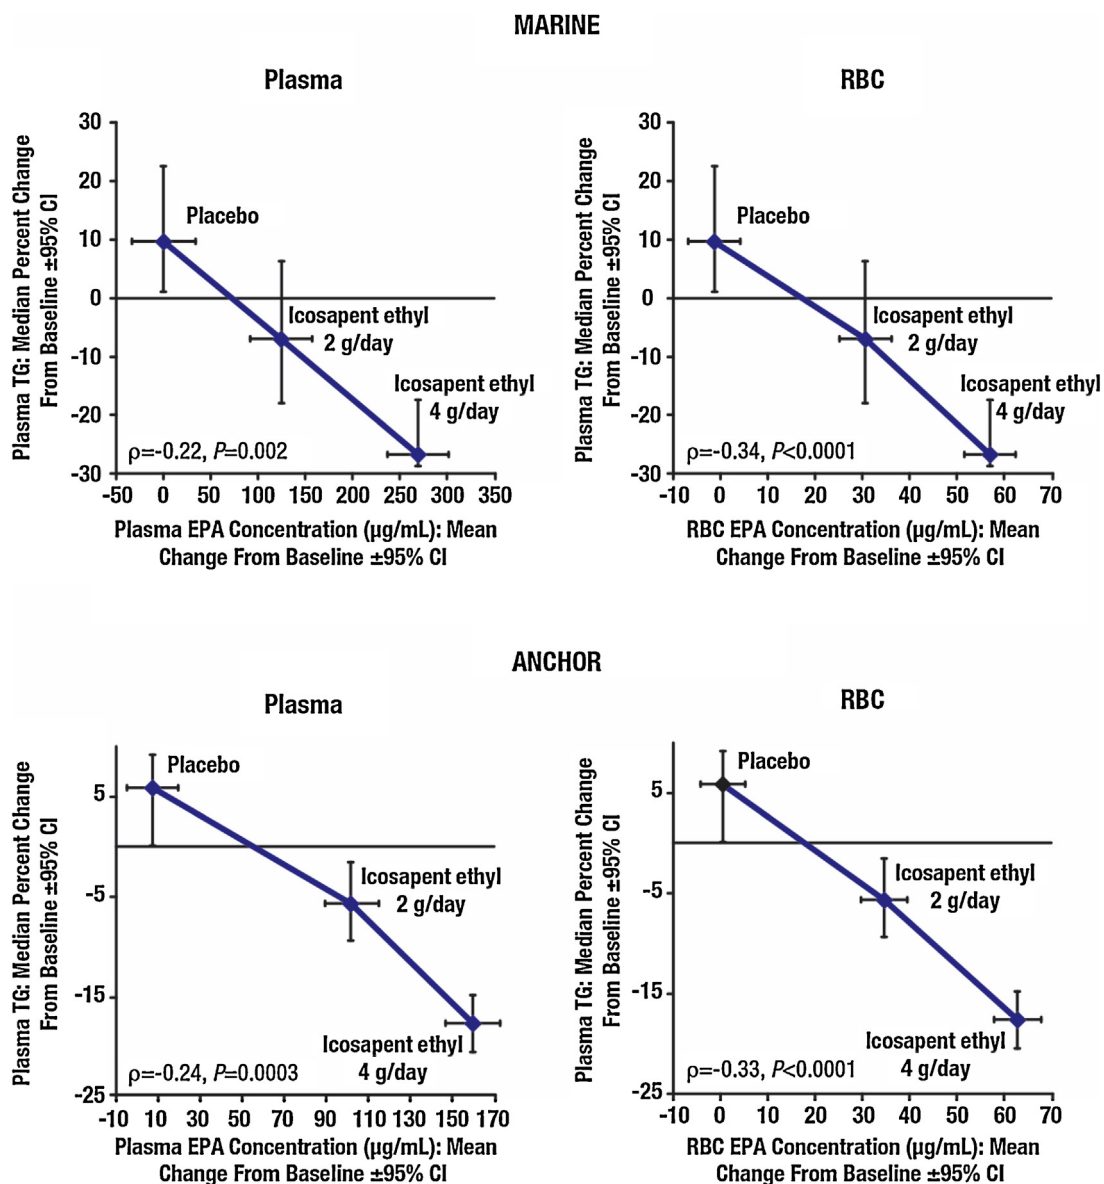 MARINE
Plasma
Plasma TG: Median Percent Change
From Baseline ±95% CI
30
20
10
0
-10
-20
-30
Placebo
Icosapent ethyl
2 g/day
Icosapent ethyl
4 g/day
ρ=-0.22, P=0.002
-50 0 50 100 150 200 250 300 350
Plasma EPA Concentration (µg/mL): Mean
Change From Baseline ±95% CI
RBC
Plasma TG: Median Percent Change
From Baseline ±95% CI
30
20
10
0
-10
-20
-30
Placebo
Icosapent ethyl
2 g/day
Icosapent ethyl
4 g/day
ρ=-0.34, P<0.0001
-10 0 10 20 30 40 50 60 70
RBC EPA Concentration (µg/mL): Mean
Change From Baseline ±95% CI
ANCHOR
Plasma
Plasma TG: Median Percent Change
From Baseline ±95% CI
5
-5
-15
-25
Placebo
Icosapent ethyl
2 g/day
Icosapent ethyl
4 g/day
ρ=-0.24, P=0.0003
-10 10 30 50 70 90 110 130 150 170
Plasma EPA Concentration (µg/mL): Mean
Change From Baseline ±95% CI
RBC
Plasma TG: Median Percent Change
From Baseline ±95% CI
5
-5
-15
-25
Placebo
Icosapent ethyl
2 g/day
Icosapent ethyl
4 g/day
ρ=-0.33, P<0.0001
-10 0 10 20 30 40 50 60 70
RBC EPA Concentration (µg/mL): Mean
Change From Baseline ±95% CI